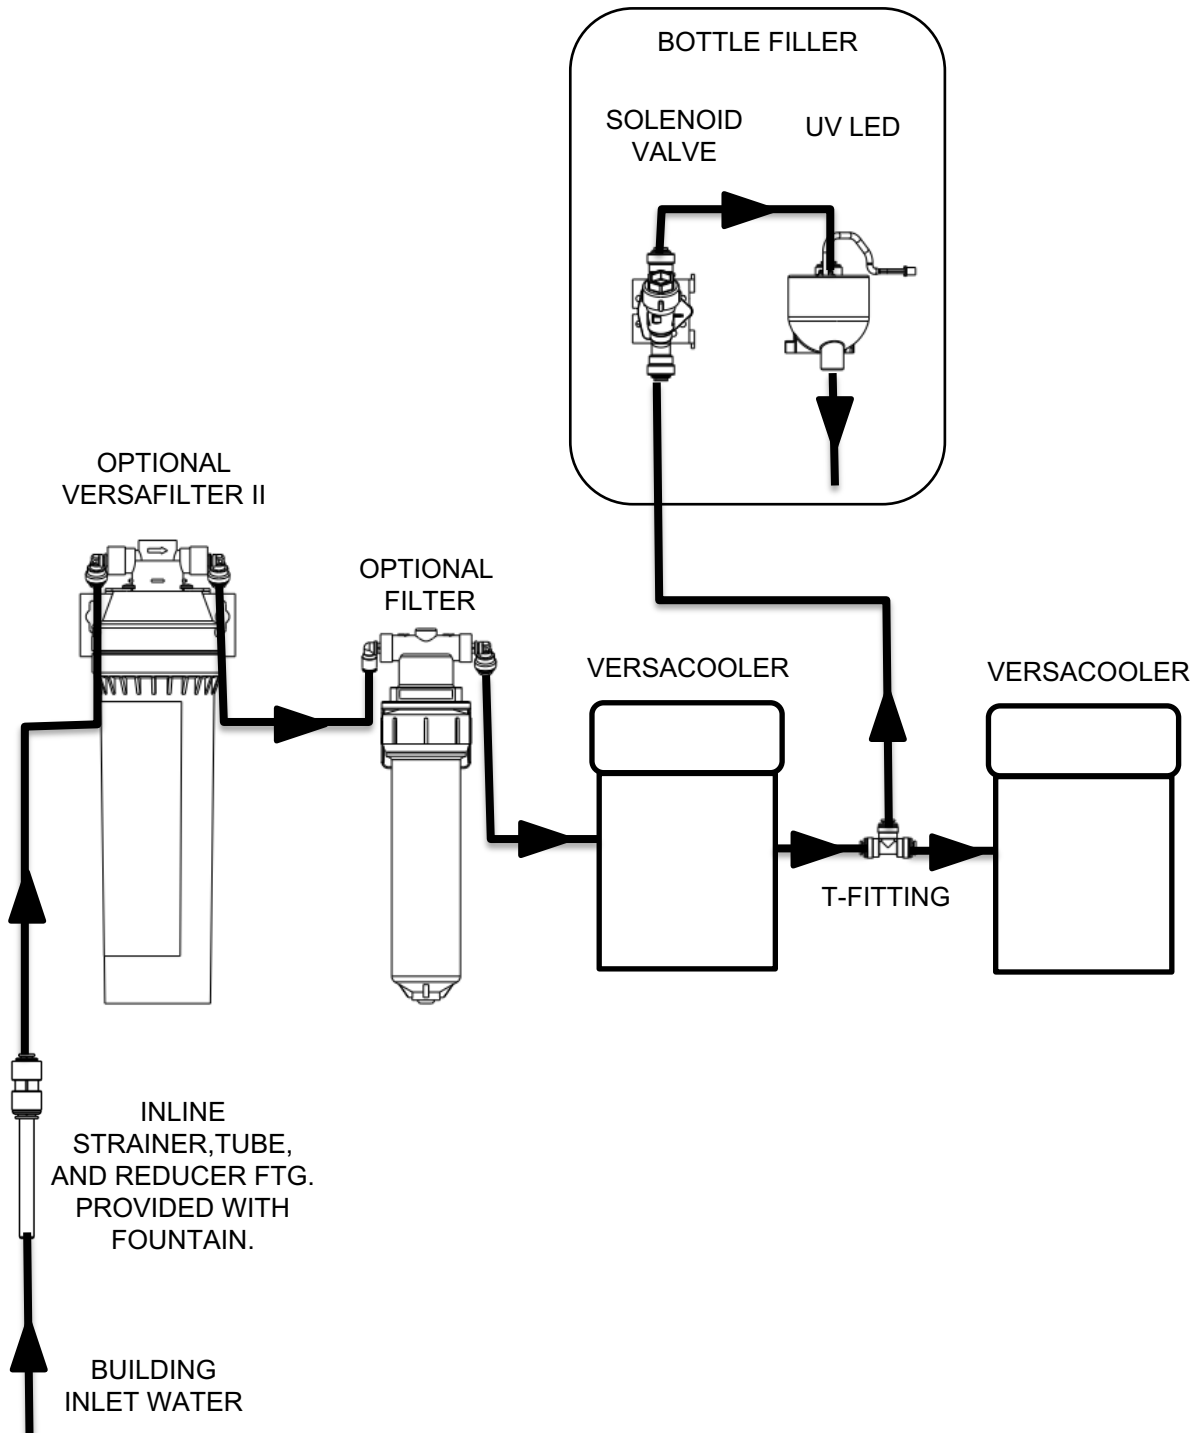 BOTTLE FILLER
SOLENOID
VALVE
UV LED
OPTIONAL
VERSAFILTER II
OPTIONAL
FILTER
VERSACOOLER
VERSACOOLER
T-FITTING
INLINE
STRAINER,TUBE,
AND REDUCER FTG.
PROVIDED WITH
FOUNTAIN.
BUILDING
INLET WATER